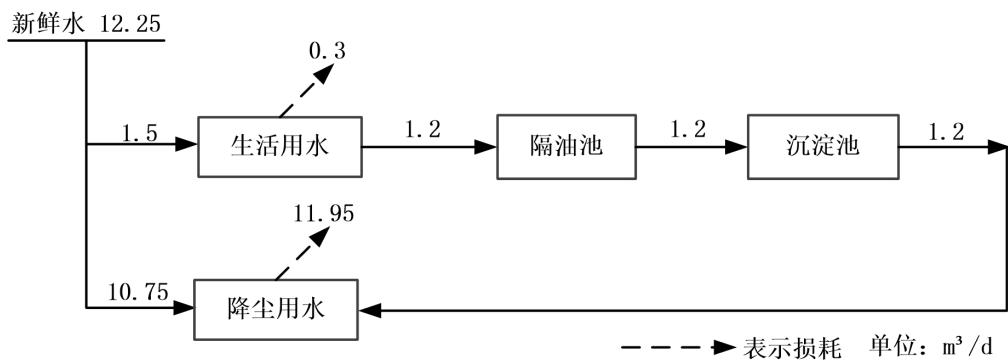 新鲜水 12.25
0.3
1.5
生活用水
1.2
隔油池
1.2
沉淀池
1.2
11.95
10.75
降尘用水
表示损耗 单位: m³/d